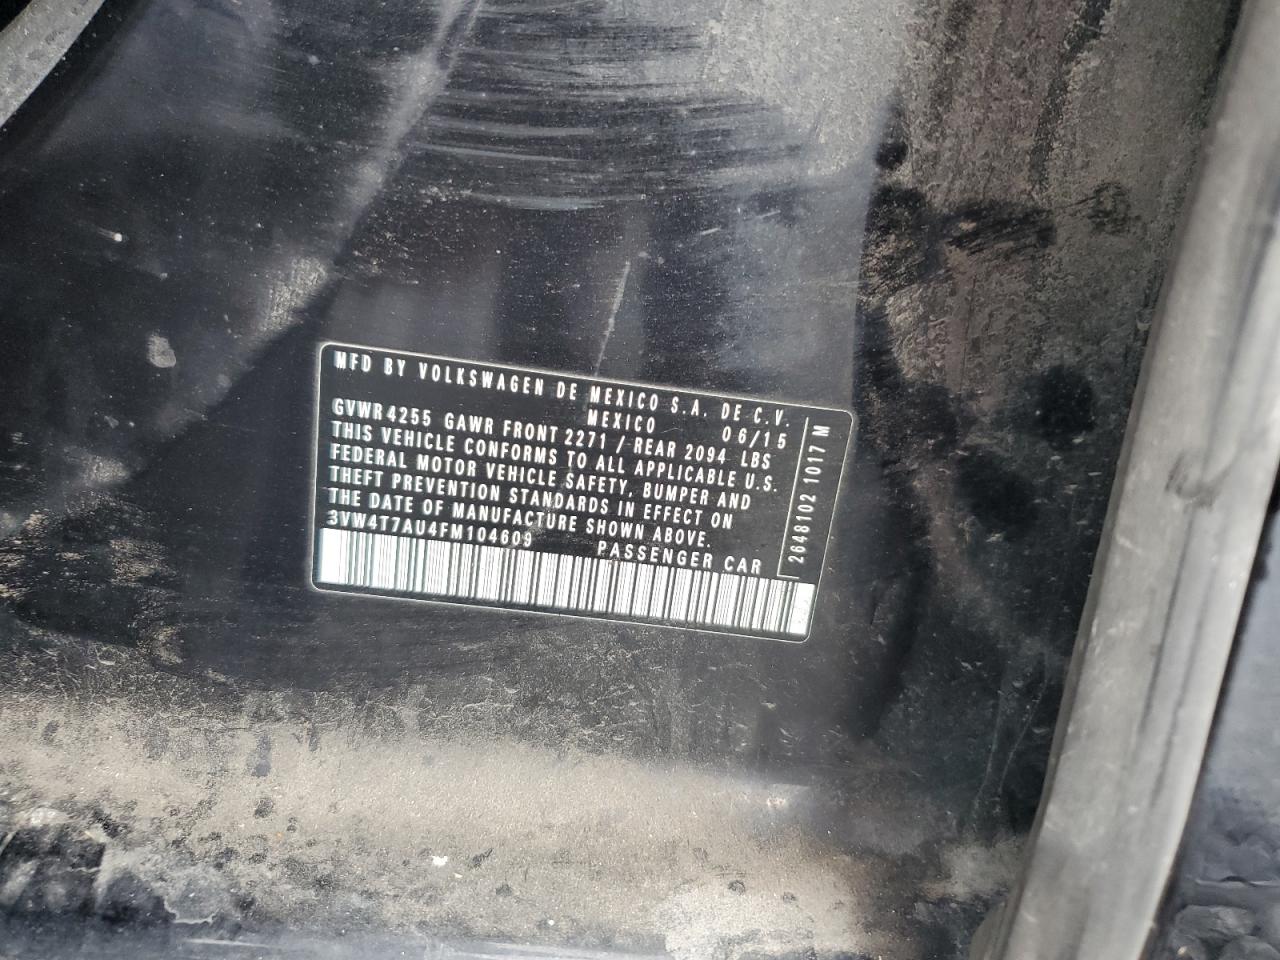 MFD BY VOLKSWAGEN DE MEXICO S.A. DE C.V.
MEXICO 06/15
GVWR 4255 GAWR FRONT 2271 / REAR 2094 LBS
THIS VEHICLE CONFORMS TO ALL APPLICABLE U.S.
FEDERAL MOTOR VEHICLE SAFETY, BUMPER AND
THEFT PREVENTION STANDARDS IN EFFECT ON
THE DATE OF MANUFACTURE SHOWN ABOVE.
3VW4T7AU4FM104609 PASSENGER CAR
2648102 1017 M